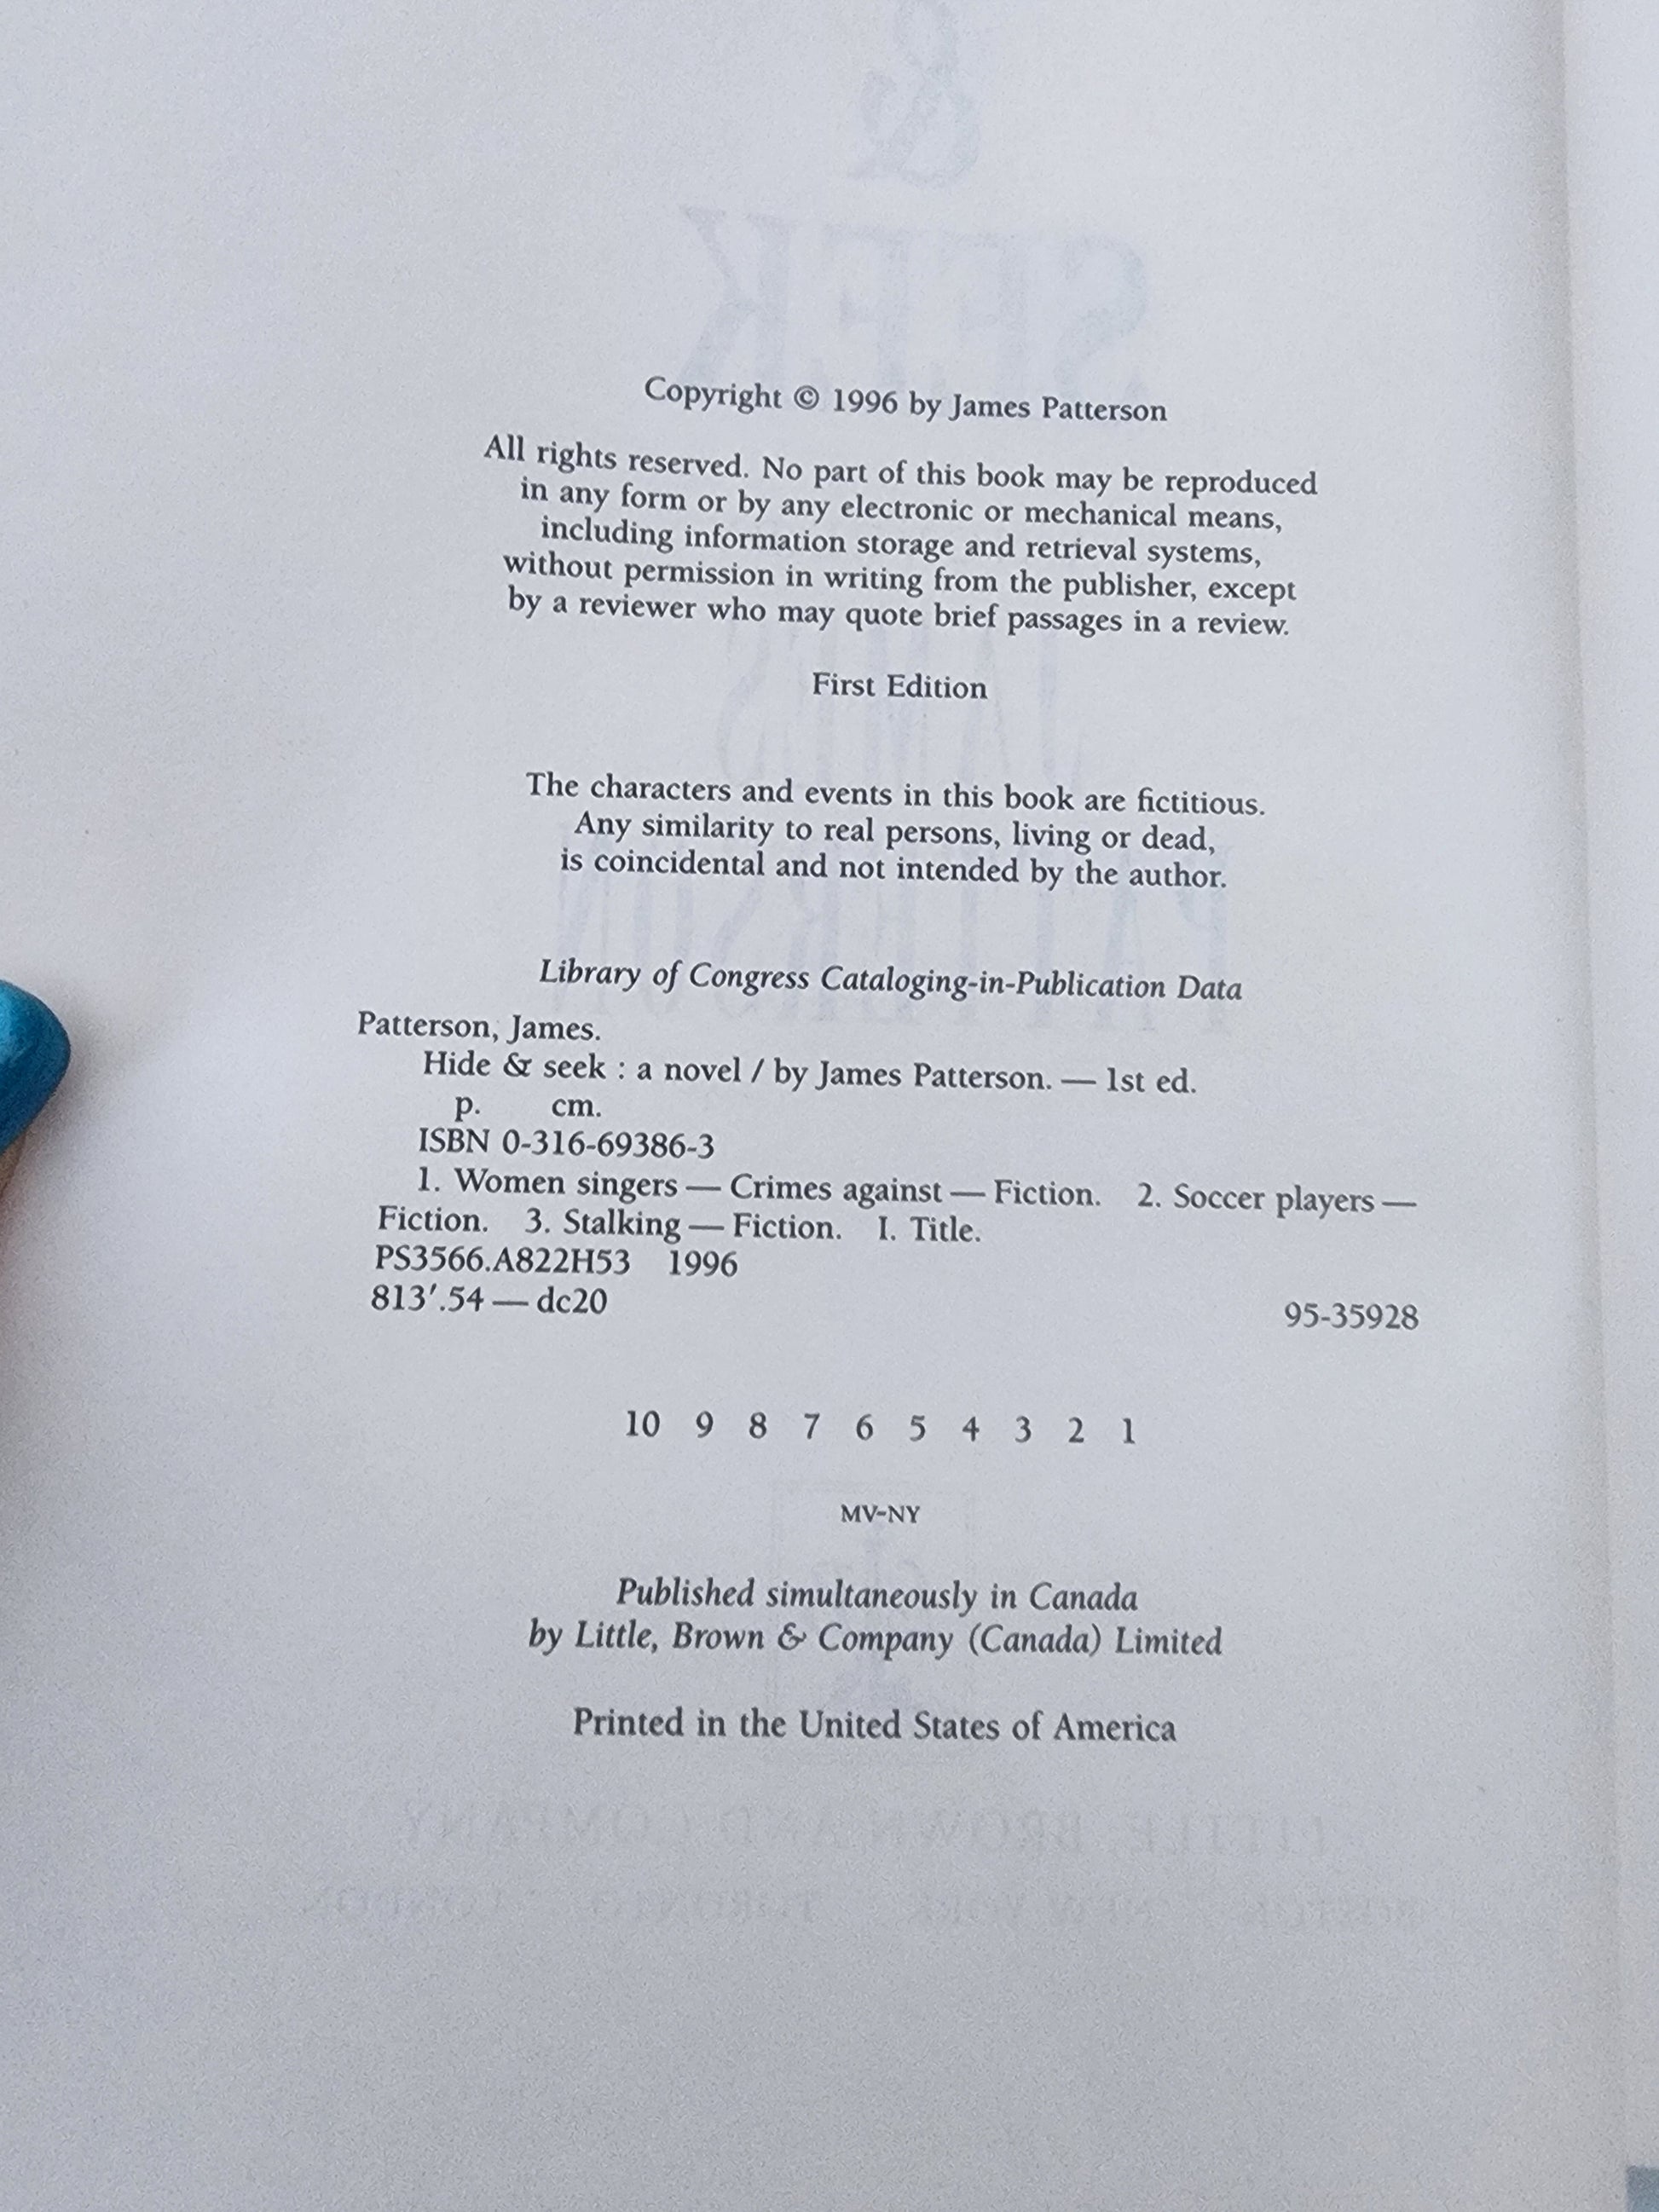 Copyright © 1996 by James Patterson
All rights reserved. No part of this book may be reproduced
in any form or by any electronic or mechanical means,
including information storage and retrieval systems,
without permission in writing from the publisher, except
by a reviewer who may quote brief passages in a review.
First Edition
The characters and events in this book are fictitious.
Any similarity to real persons, living or dead,
is coincidental and not intended by the author.
Library of Congress Cataloging-in-Publication Data
Patterson, James.
Hide & seek : a novel / by James Patterson. — 1st ed.
p. cm.
ISBN 0-316-69386-3
1. Women singers — Crimes against — Fiction. 2. Soccer players —
Fiction. 3. Stalking — Fiction. I. Title.
PS3566.A822H53 1996
813′.54 — dc20
95-35928
10 9 8 7 6 5 4 3 2 1
MV-NY
Published simultaneously in Canada
by Little, Brown & Company (Canada) Limited
Printed in the United States of America